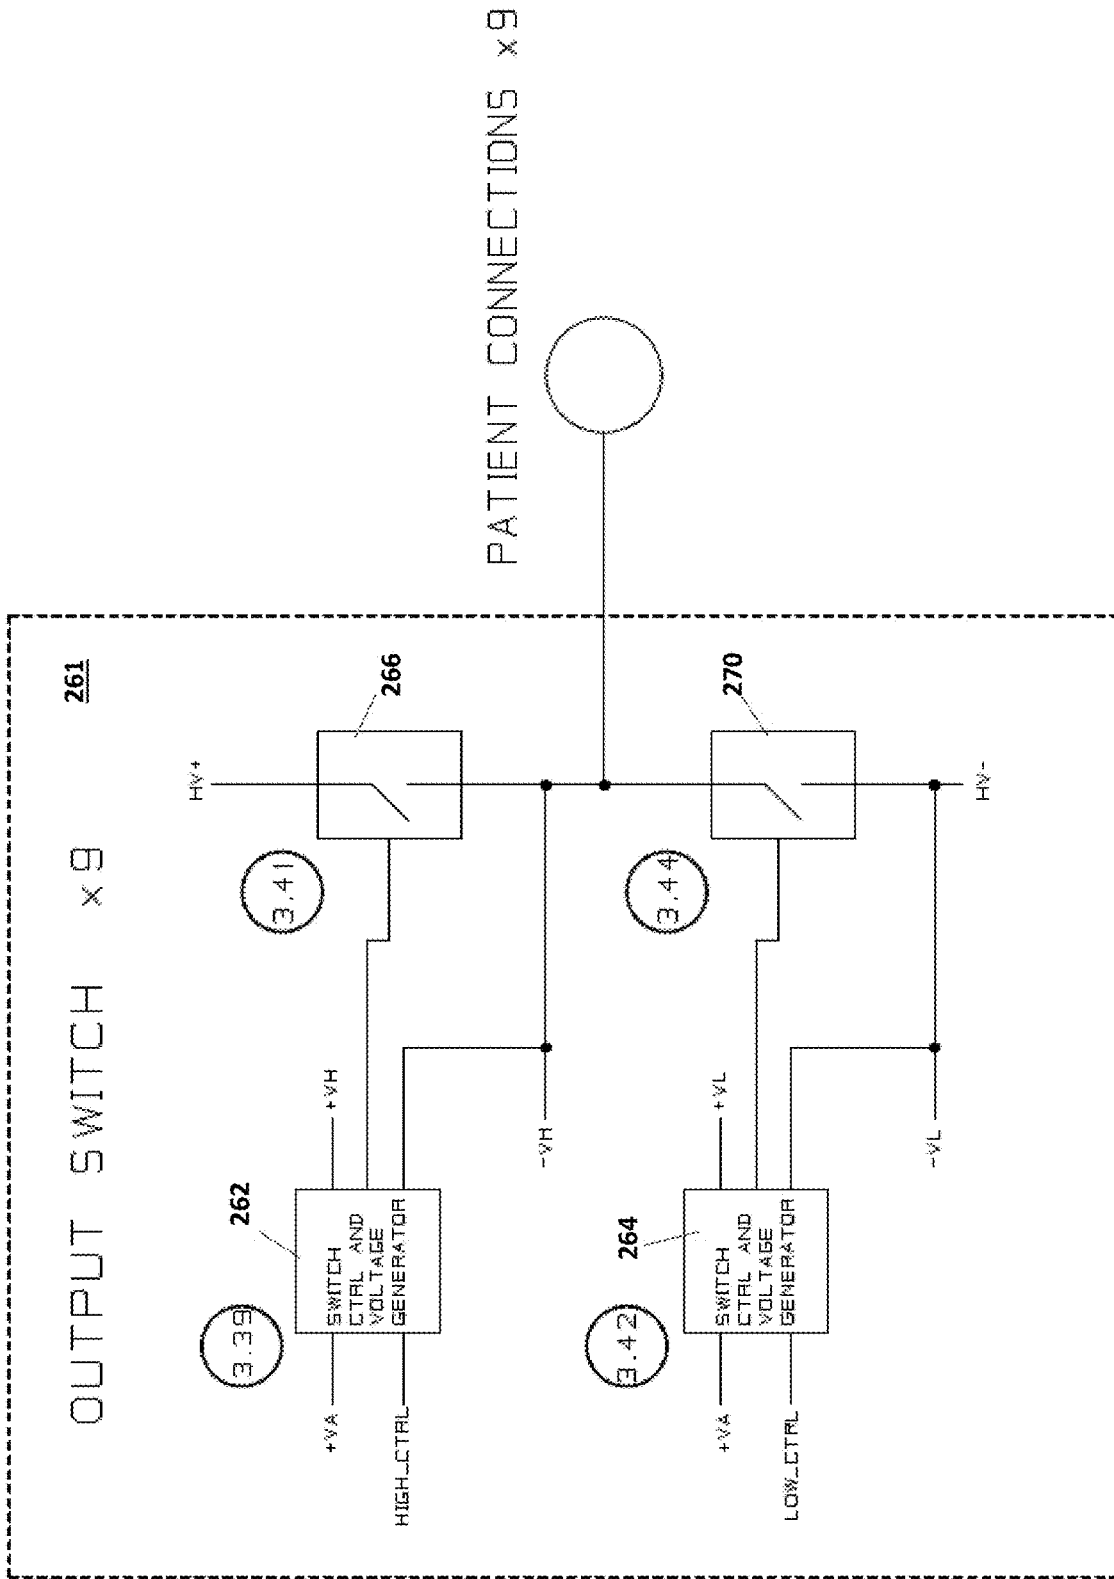 OUTPUT SWITCH x9
261
PATIENT CONNECTIONS x9
HV+
3.39
262
3.41
266
+VA
SWITCH
CTRL AND
VOLTAGE
GENERATOR
+VH
HIGH_CTRL
-VH
3.42
264
3.44
270
+VA
SWITCH
CTRL AND
VOLTAGE
GENERATOR
+VL
LOW_CTRL
-VL
HV-